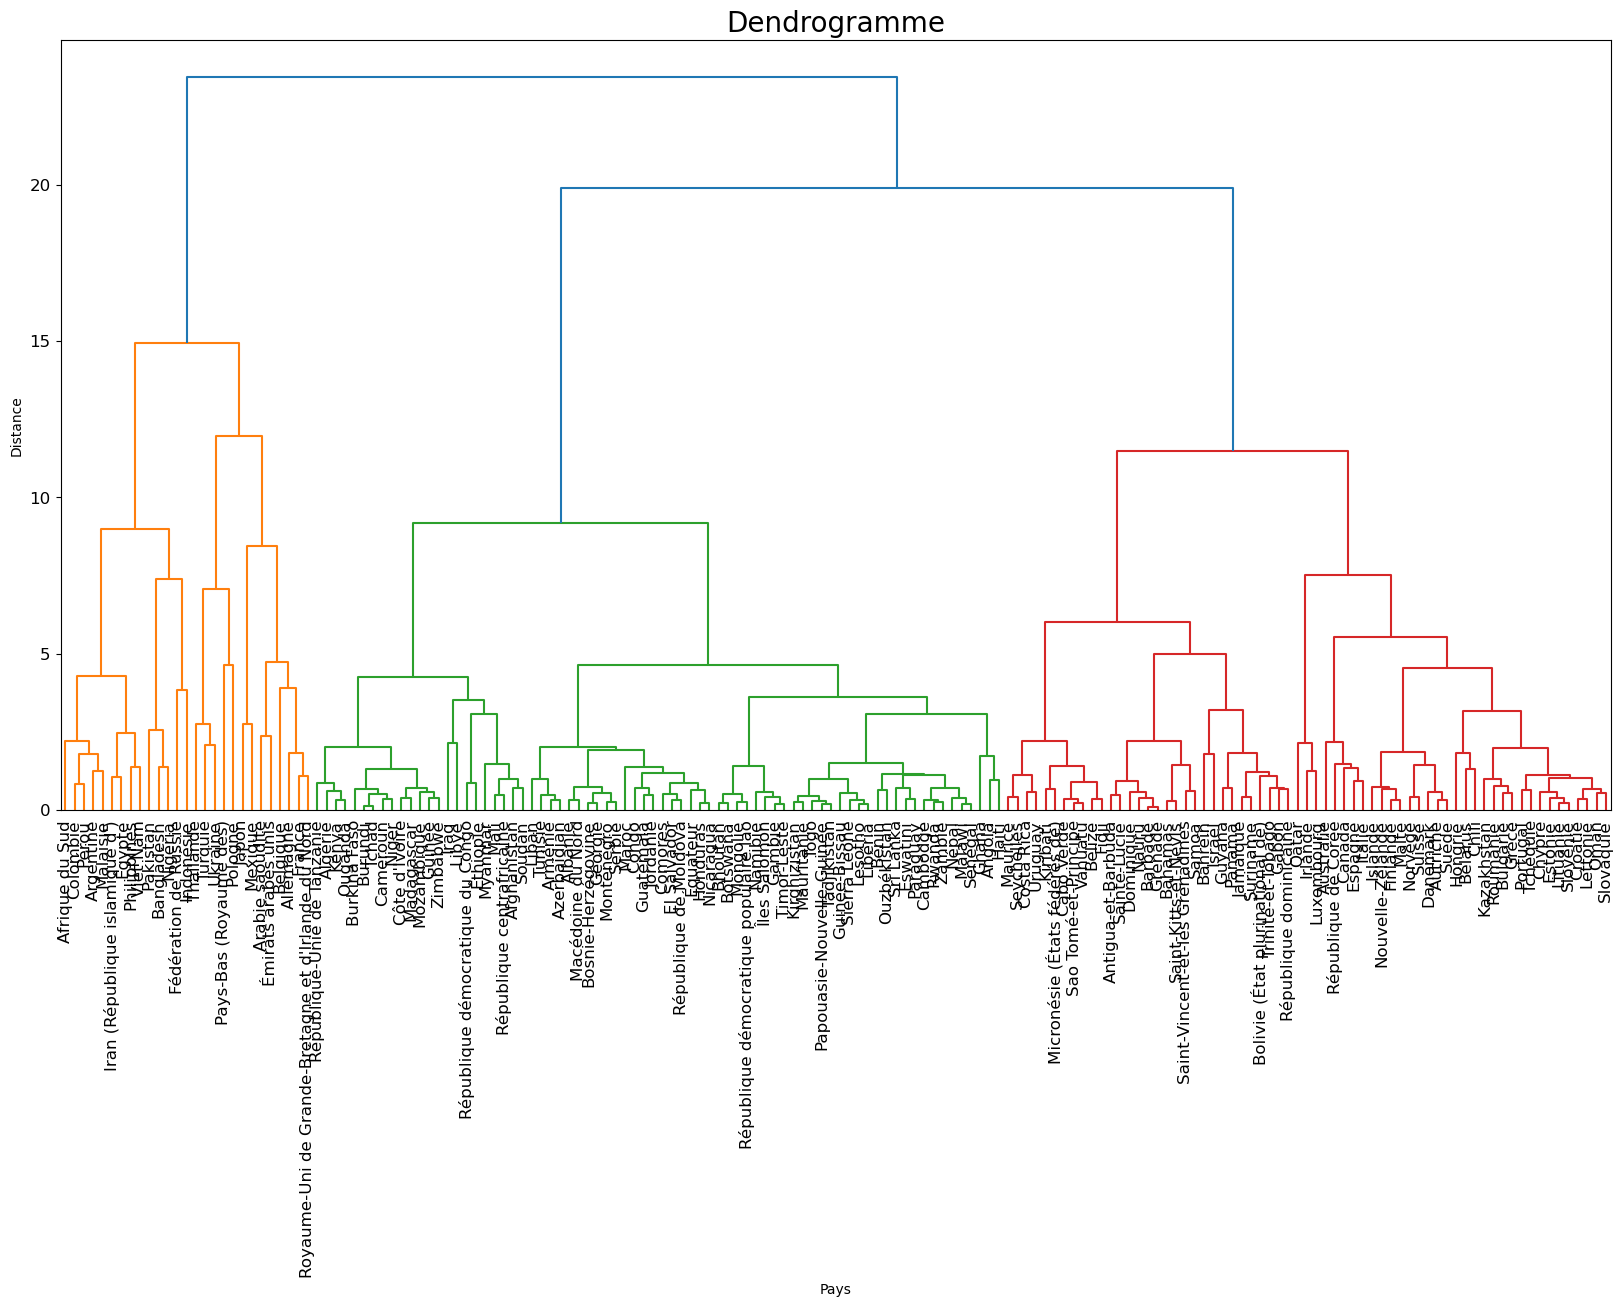 Dendrogramme
20
15
10
5
0
Distance
Afrique du Sud
Colombie
Pérou
Argentine
Malaisie
Iran (République islamique d')
Égypte
Philippines
Viet Nam
Pakistan
Bangladesh
Nigéria
Fédération de Russie
Indonésie
Thaïlande
Turquie
Ukraine
Pays-Bas (Royaume des)
Pologne
Japon
Mexique
Arabie saoudite
Émirats arabes unis
Belgique
Allemagne
France
Royaume-Uni de Grande-Bretagne et d'Irlande du Nord
République-Unie de Tanzanie
Algérie
Kenya
Ouganda
Burkina Faso
Burundi
Tchad
Cameroun
Niger
Côte d'Ivoire
Madagascar
Mozambique
Guinée
Zimbabwe
Iraq
Libye
République démocratique du Congo
Éthiopie
Myanmar
Mali
République centrafricaine
Afghanistan
Soudan
Liban
Tunisie
Arménie
Azerbaïdjan
Albanie
Macédoine du Nord
Bosnie-Herzégovine
Géorgie
Monténégro
Serbie
Maroc
Congo
Guatemala
Jordanie
Comores
El Salvador
République de Moldova
Équateur
Honduras
Nicaragua
Bhoutan
Botswana
Mongolie
République démocratique populaire lao
Namibie
Îles Salomon
Gambie
Timor-Leste
Kirghizistan
Mauritanie
Togo
Papouasie-Nouvelle-Guinée
Tadjikistan
Guinée-Bissau
Sierra Leone
Lesotho
Libéria
Bénin
Ouzbékistan
Sri Lanka
Eswatini
Paraguay
Cambodge
Rwanda
Zambie
Népal
Malawi
Sénégal
Ghana
Angola
Haïti
Maurice
Seychelles
Costa Rica
Uruguay
Kiribati
Micronésie (États fédérés de)
Cabo Verde
Sao Tomé-et-Principe
Vanuatu
Belize
Fidji
Antigua-et-Barbuda
Sainte-Lucie
Dominique
Nauru
Barbade
Grenade
Bahamas
Saint-Kitts-et-Nevis
Saint-Vincent-et-les Grenadines
Samoa
Bahreïn
Israël
Guyana
Panama
Jamaïque
Suriname
Bolivie (État plurinational de)
Trinité-et-Tobago
Gabon
République dominicaine
Qatar
Irlande
Luxembourg
Australie
République de Corée
Canada
Espagne
Italie
Islande
Nouvelle-Zélande
Finlande
Malte
Norvège
Suisse
Danemark
Autriche
Suède
Hongrie
Bélarus
Chili
Kazakhstan
Roumanie
Bulgarie
Grèce
Portugal
Tchéquie
Chypre
Estonie
Lituanie
Slovénie
Croatie
Lettonie
Oman
Slovaquie
Pays